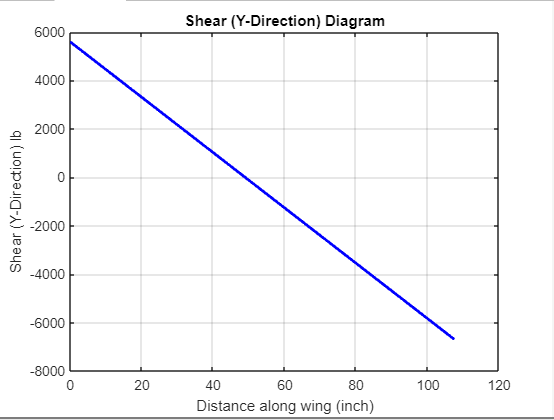 Shear (Y-Direction) Diagram
6000
4000
2000
0
-2000
-4000
-6000
-8000
Shear (Y-Direction) lb
0 20 40 60 80 100 120
Distance along wing (inch)